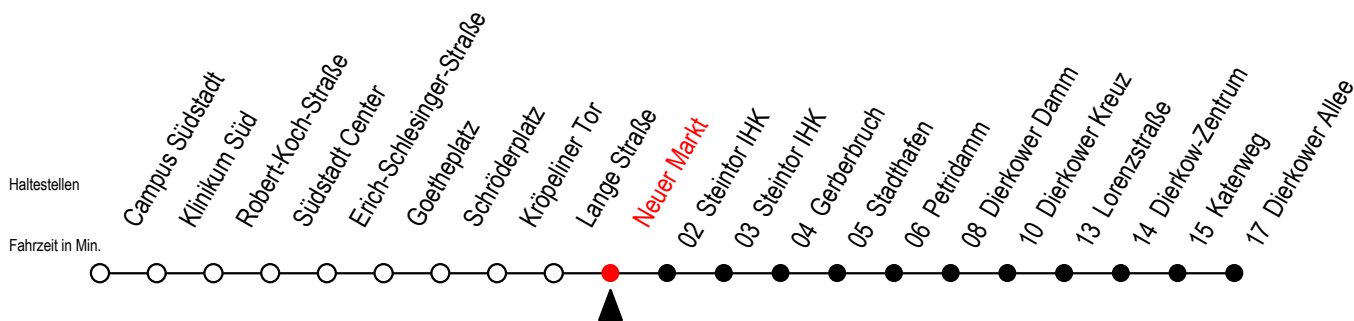 Haltestellen
Fahrzeit in Min.
Campus Südstadt
Klinikum Süd
Robert-Koch-Straße
Südstadt Center
Erich-Schlesinger-Straße
Goetheplatz
Schröderplatz
Kröpeliner Tor
Lange Straße
Neuer Markt
02 Steintor IHK
03 Steintor IHK
04 Gerberbruch
05 Stadthafen
06 Petridamm
08 Dierkower Damm
10 Dierkower Kreuz
13 Lorenzstraße
14 Dierkow-Zentrum
15 Katerweg
17 Dierkower Allee